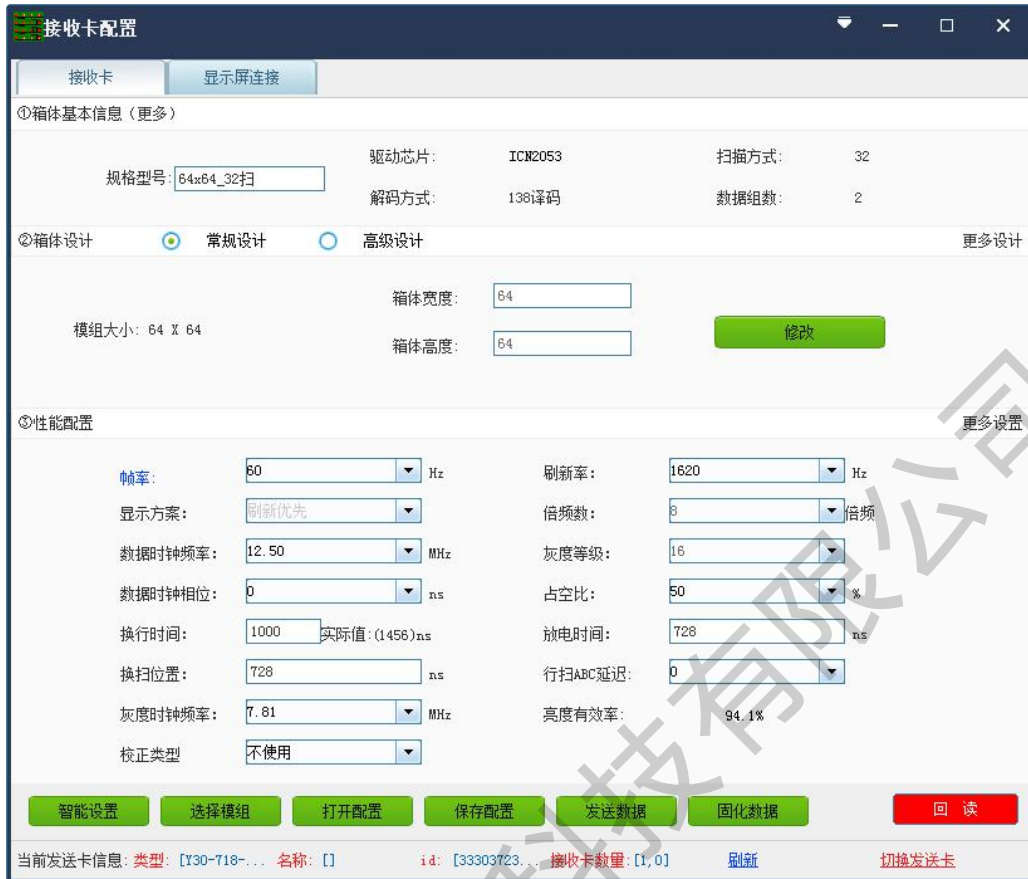 接收卡配置
接收卡 显示屏连接
①箱体基本信息（更多）
驱动芯片: ICN2053 扫描方式: 32
规格型号: 64x64_32扫
解码方式: 138译码 数据组数: 2
②箱体设计 常规设计 高级设计 更多设计
箱体宽度: 64
模组大小: 64 X 64 修改
箱体高度: 64
③性能配置 更多设置
帧率: 60 Hz 刷新率: 1620 Hz
显示方案: 刷新优先 倍频数: 8 倍频
数据时钟频率: 12.50 MHz 灰度等级: 16
数据时钟相位: 0 ns 占空比: 50 %
换行时间: 1000 实际值:(1456)ns 放电时间: 728 ns
换扫位置: 728 ns 行扫ABC延迟: 0
灰度时钟频率: 7.81 MHz 亮度有效率: 94.1%
校正类型 不使用
智能设置 选择模组 打开配置 保存配置 发送数据 固化数据 回 读
当前发送卡信息: 类型: [Y30-718-... 名称: [] id: [33303723... 接收卡数量:[1,0] 刷新 切换发送卡
科技有限公司